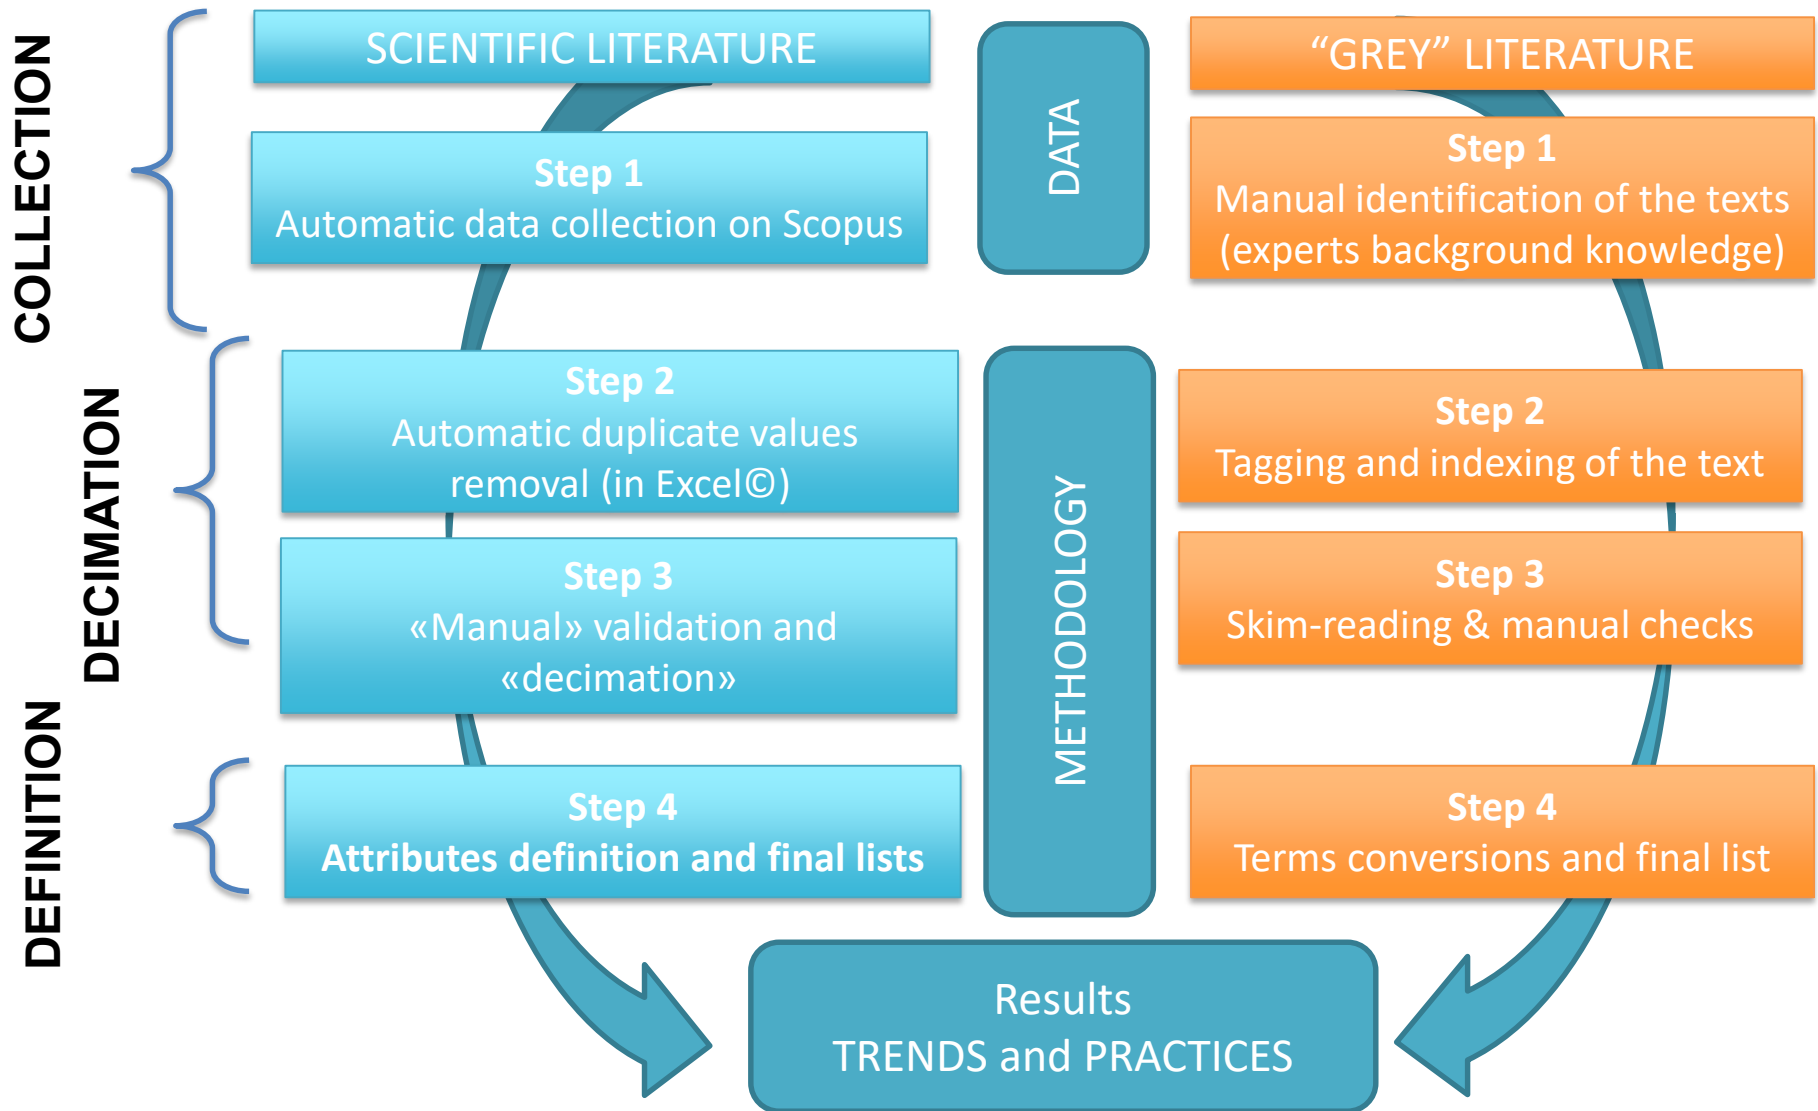 COLLECTION
SCIENTIFIC LITERATURE
Step 1
Automatic data collection on Scopus
DECIMATION
Step 2
Automatic duplicate values
removal (in Excel©)
Step 3
«Manual» validation and
«decimation»
DEFINITION
Step 4
Attributes definition and final lists
DATA
METHODOLOGY
“GREY” LITERATURE
Step 1
Manual identification of the texts
(experts background knowledge)
Step 2
Tagging and indexing of the text
Step 3
Skim-reading & manual checks
Step 4
Terms conversions and final list
Results
TRENDS and PRACTICES